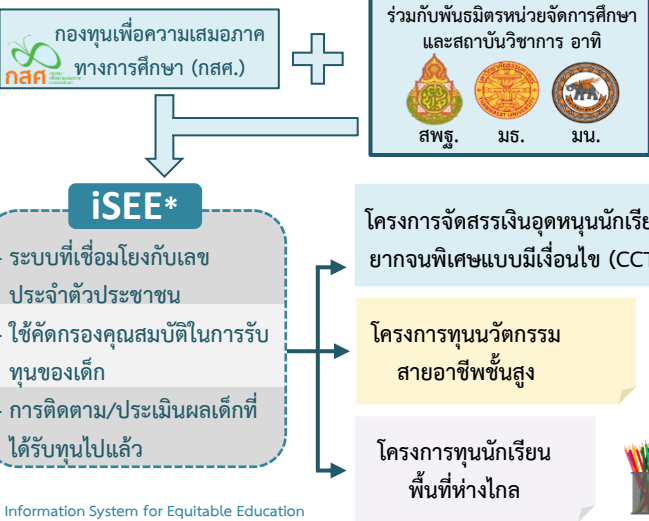 กองทุนเพื่อความเสมอภาค
ทางการศึกษา (กสศ.)
กสศ
ร่วมกับพันธมิตรหน่วยจัดการศึกษา
และสถาบันวิชาการ อาทิ
สพฐ. มธ. มน.
iSEE*
- ระบบที่เชื่อมโยงกับเลข
ประจำตัวประชาชน
- ใช้คัดกรองคุณสมบัติในการรับ
ทุนของเด็ก
- การติดตาม/ประเมินผลเด็กที่
ได้รับทุนไปแล้ว
โครงการจัดสรรเงินอุดหนุนนักเรีย
ยากจนพิเศษแบบมีเงื่อนไข (CCT
โครงการทุนนวัตกรรม
สายอาชีพชั้นสูง
โครงการทุนนักเรียน
พื้นที่ห่างไกล
Information System for Equitable Education